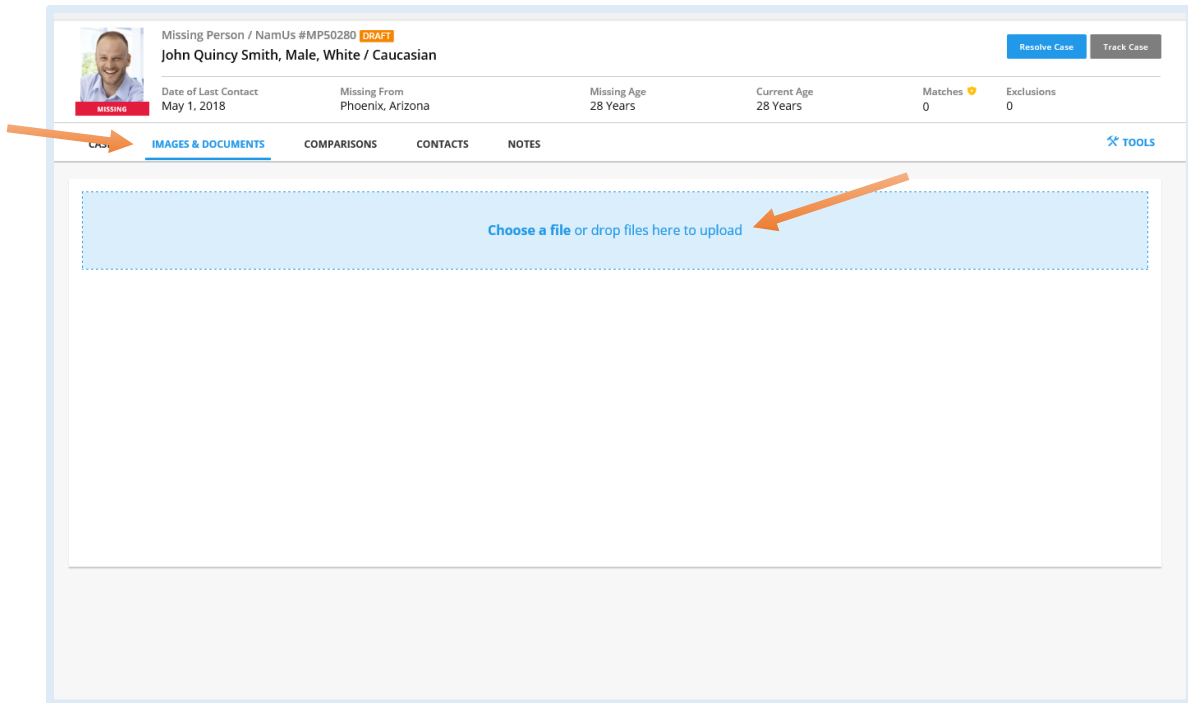 Missing Person / NamUs #MP50280 DRAFT
John Quincy Smith, Male, White / Caucasian
Resolve Case
Track Case
MISSING
Date of Last Contact
May 1, 2018
Missing From
Phoenix, Arizona
Missing Age
28 Years
Current Age
28 Years
Matches
0
Exclusions
0
IMAGES & DOCUMENTS
COMPARISONS
CONTACTS
NOTES
TOOLS
Choose a file or drop files here to upload